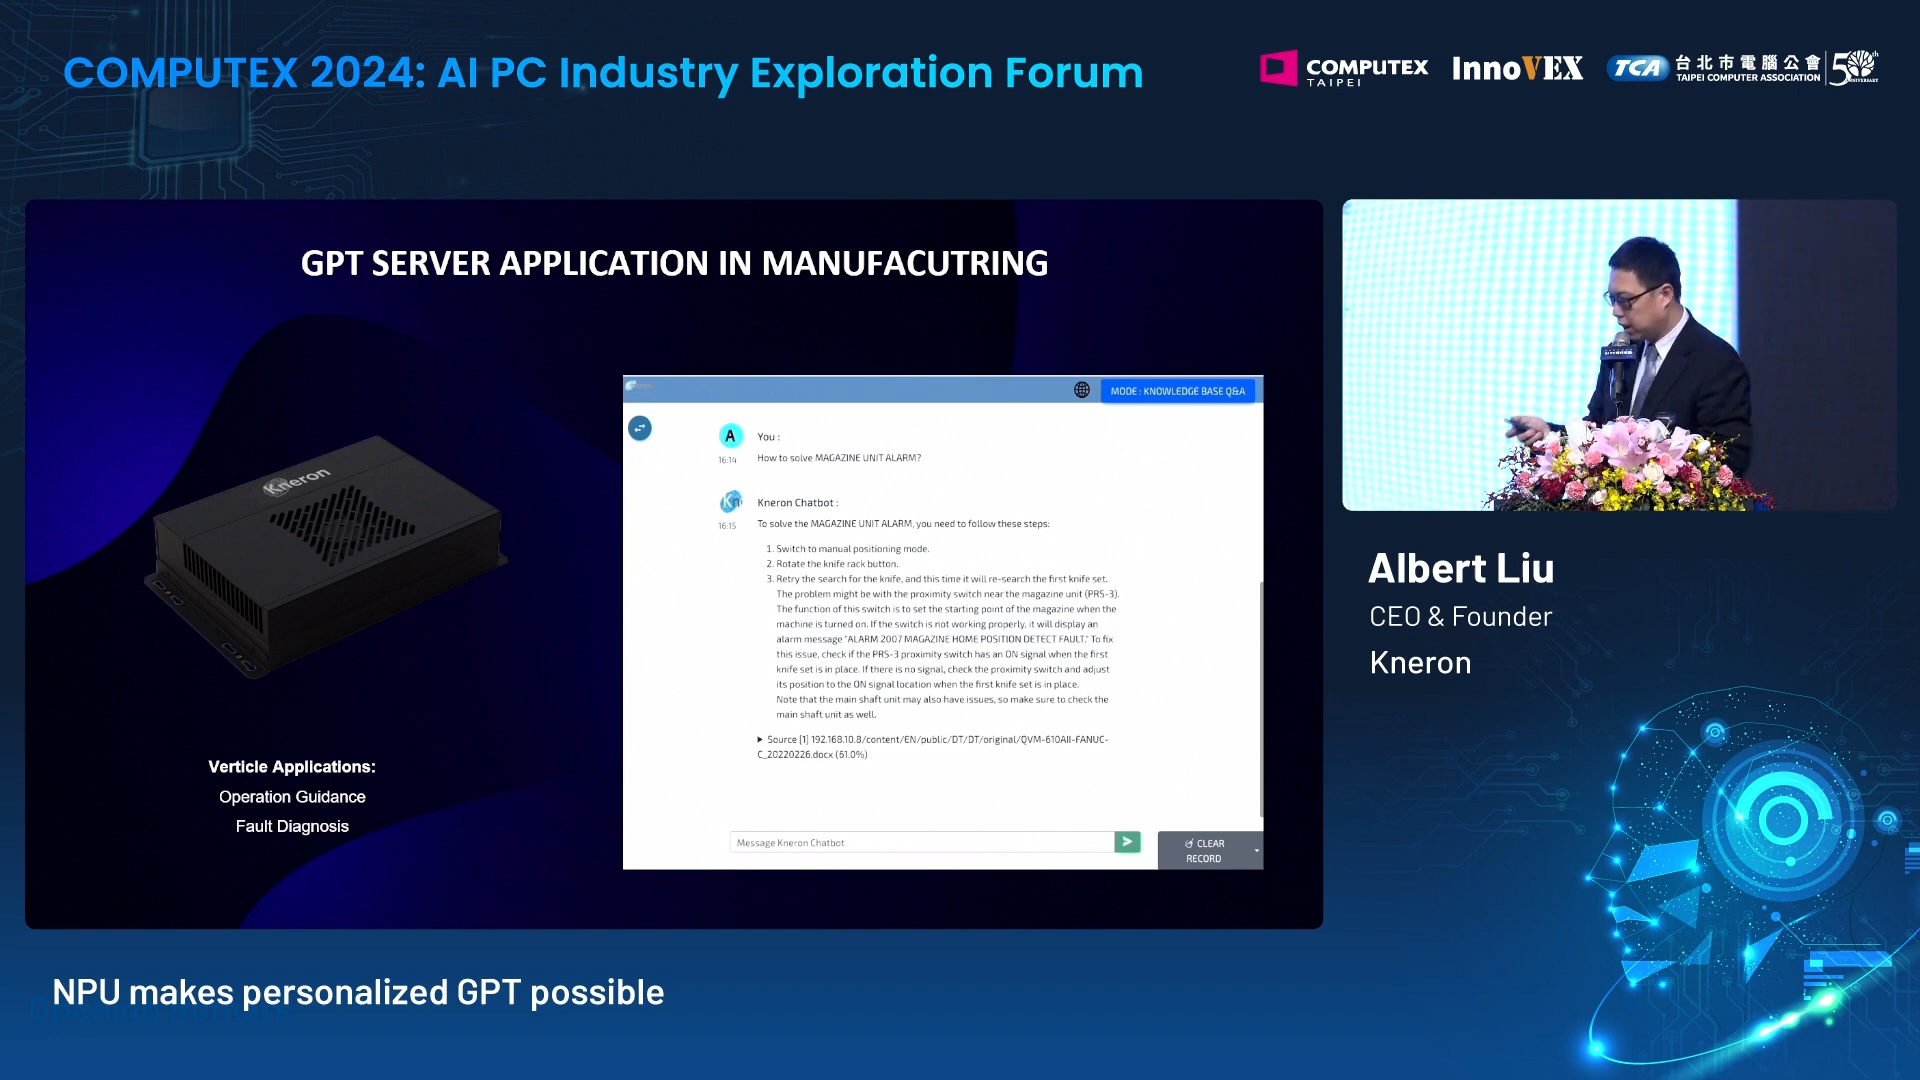 COMPUTEX 2024: AI PC Industry Exploration Forum
COMPUTEX
TAIPEI
InnoVEX
TCA
台北市電腦公會
TAIPEI COMPUTER ASSOCIATION
50th
ANNIVERSARY
GPT SERVER APPLICATION IN MANUFACUTRING
Kneron
Verticle Applications:
Operation Guidance
Fault Diagnosis
MODE : KNOWLEDGE BASE Q&A
A
You :
16:14
How to solve MAGAZINE UNIT ALARM?
Kneron Chatbot :
16:15
To solve the MAGAZINE UNIT ALARM, you need to follow these steps:
1. Switch to manual positioning mode.
2. Rotate the knife rack button.
3. Retry the search for the knife, and this time it will re-search the first knife set.
The problem might be with the proximity switch near the magazine unit (PRS-3).
The function of this switch is to set the starting point of the magazine when the
machine is turned on. If the switch is not working properly, it will display an
alarm message "ALARM 2007 MAGAZINE HOME POSITION DETECT FAULT." To fix
this issue, check if the PRS-3 proximity switch has an ON signal when the first
knife set is in place. If there is no signal, check the proximity switch and adjust
its position to the ON signal location when the first knife set is in place.
Note that the main shaft unit may also have issues, so make sure to check the
main shaft unit as well.
▶ Source [1] 192.168.10.8/content/EN/public/DT/DT/original/QVM-610AII-FANUC-
C_20220226.docx (61.0%)
Message Kneron Chatbot
CLEAR
RECORD
Albert Liu
CEO & Founder
Kneron
NPU makes personalized GPT possible